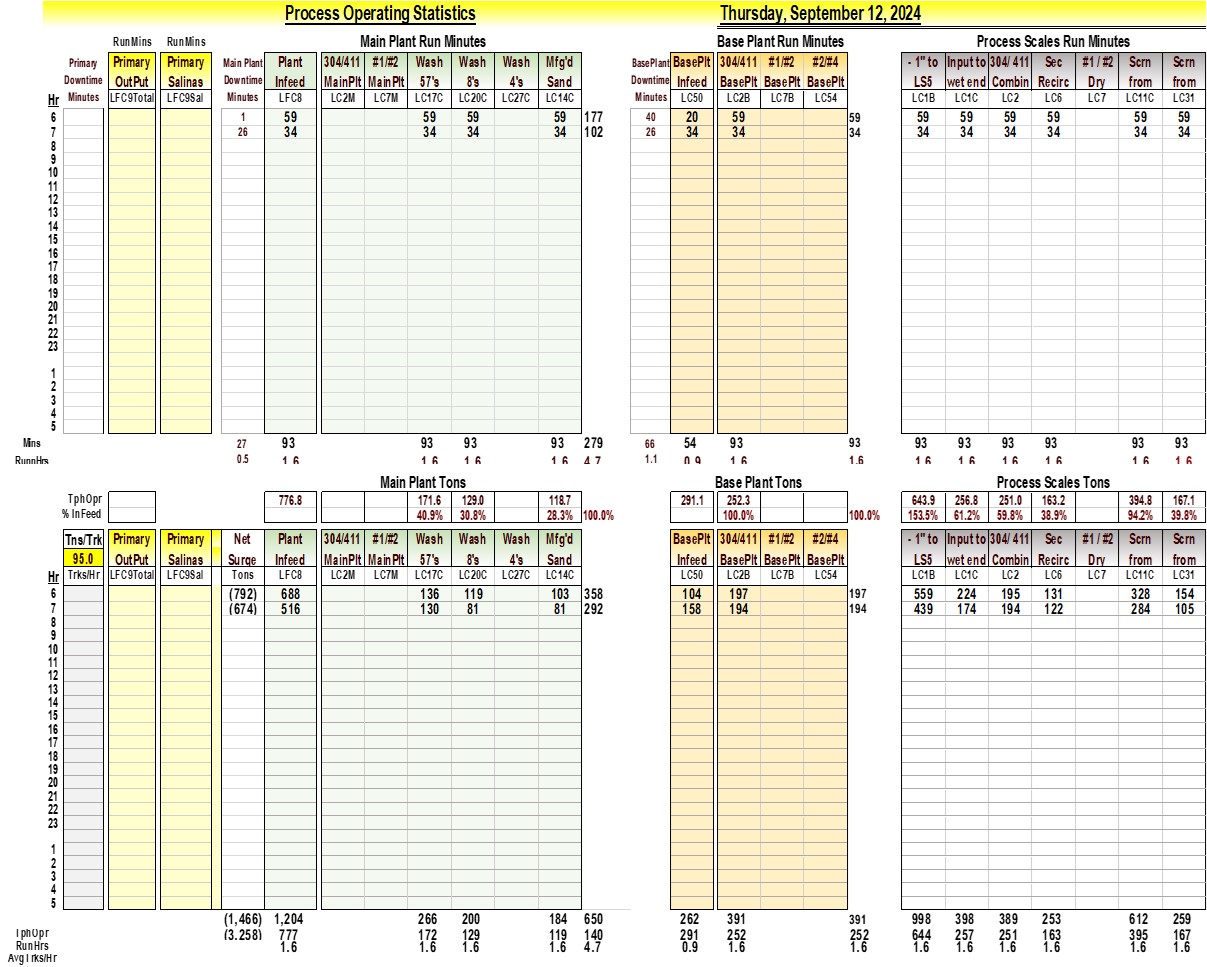 Process Operating Statistics Thursday, September 12, 2024
RunMins RunMins Main Plant Run Minutes Base Plant Run Minutes Process Scales Run Minutes
Primary Primary Primary Main Plant Plant 304/411 #1/#2 Wash Wash Wash Mfg'd BasePlant BasePlt 304/411 #1/#2 #2/#4 - 1" to Input to 304/ 411 Sec #1 / #2 Scrn Scrn
Downtime OutPut Salinas Downtime Infeed MainPlt MainPlt 57's 8's 4's Sand Downtime Infeed BasePlt BasePlt BasePlt LS5 wet end Combin Recirc Dry from from
Hr Minutes LFC9Total LFC9Sal Minutes LFC8 LC2M LC7M LC17C LC20C LC27C LC14C Minutes LC50 LC2B LC7B LC54 LC1B LC1C LC2 LC6 LC7 LC11C LC31
6 1 59 59 59 59 177 40 20 59 59 59 59 59 59 59 59
7 26 34 34 34 34 102 26 34 34 34 34 34 34 34 34 34
8
9
10
11
12
13
14
15
16
17
18
19
20
21
22
23
1
2
3
4
5
Mins 27 93 93 93 93 279 66 54 93 93 93 93 93 93 93 93
RunnHrs 0.5 1.6 1.6 1.6 1.6 4.7 1.1 0.9 1.6 1.6 1.6 1.6 1.6 1.6 1.6 1.6
Main Plant Tons Base Plant Tons Process Scales Tons
TphOpr 776.8 171.6 129.0 118.7 291.1 252.3 643.9 256.8 251.0 163.2 394.8 167.1
% InFeed 40.9% 30.8% 28.3% 100.0% 100.0% 100.0% 153.5% 61.2% 59.8% 38.9% 94.2% 39.8%
Tns/Trk Primary Primary Net Plant 304/411 #1/#2 Wash Wash Wash Mfg'd BasePlt 304/411 #1/#2 #2/#4 - 1" to Input to 304/ 411 Sec #1 / #2 Scrn Scrn
95.0 OutPut Salinas Surge Infeed MainPlt MainPlt 57's 8's 4's Sand Infeed BasePlt BasePlt BasePlt LS5 wet end Combin Recirc Dry from from
Hr Trks/Hr LFC9Total LFC9Sal Tons LFC8 LC2M LC7M LC17C LC20C LC27C LC14C LC50 LC2B LC7B LC54 LC1B LC1C LC2 LC6 LC7 LC11C LC31
6 (792) 688 136 119 103 358 104 197 197 559 224 195 131 328 154
7 (674) 516 130 81 81 292 158 194 194 439 174 194 122 284 105
8
9
10
11
12
13
14
15
16
17
18
19
20
21
22
23
1
2
3
4
5
(1,466) 1,204 266 200 184 650 262 391 391 998 398 389 253 612 259
TphOpr (3,258) 777 172 129 119 140 291 252 252 644 257 251 163 395 167
RunHrs 1.6 1.6 1.6 1.6 4.7 0.9 1.6 1.6 1.6 1.6 1.6 1.6 1.6 1.6
Avg Trks/Hr